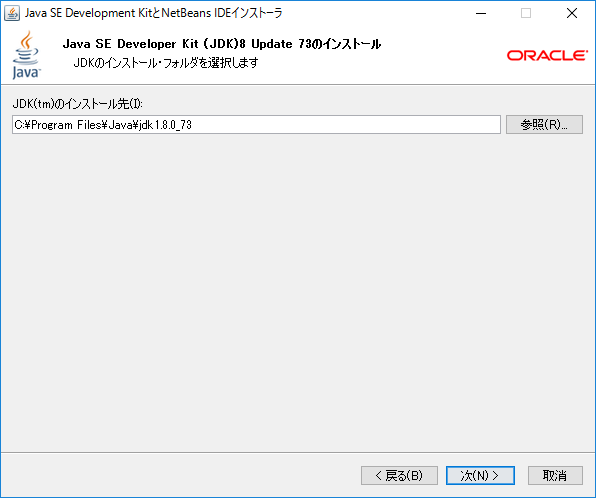 Java SE Development KitとNetBeans IDEインストーラ
Java
Java SE Developer Kit (JDK)8 Update 73のインストール
JDKのインストール・フォルダを選択します
ORACLE
JDK(tm)のインストール先(I):
C:¥Program Files¥Java¥jdk1.8.0_73
参照(R)...
< 戻る(B)
次(N) >
取消